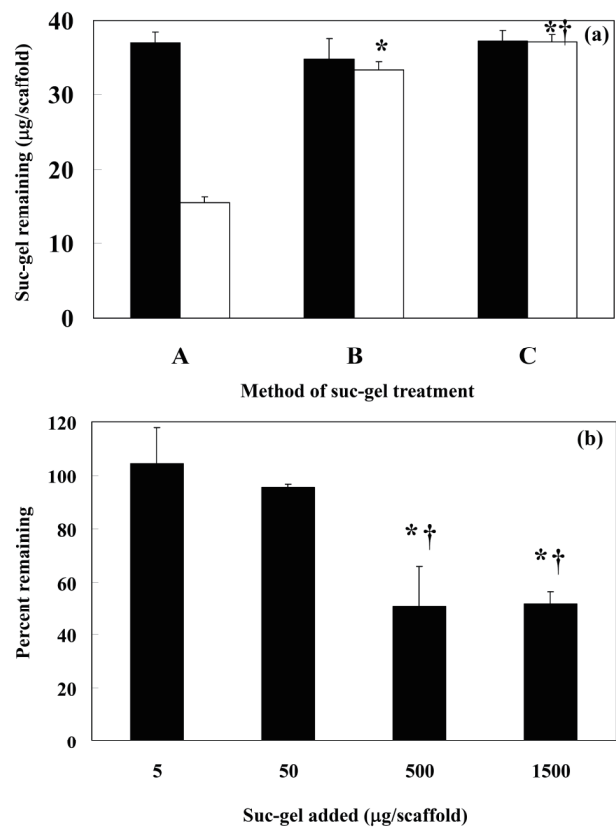 40
30
20
10
0
Suc-gel remaining (μg/scaffold)
(a)
*
*†
A B C
Method of suc-gel treatment
120
100
80
60
40
20
0
Percent remaining
(b)
*†
*†
5 50 500 1500
Suc-gel added (μg/scaffold)